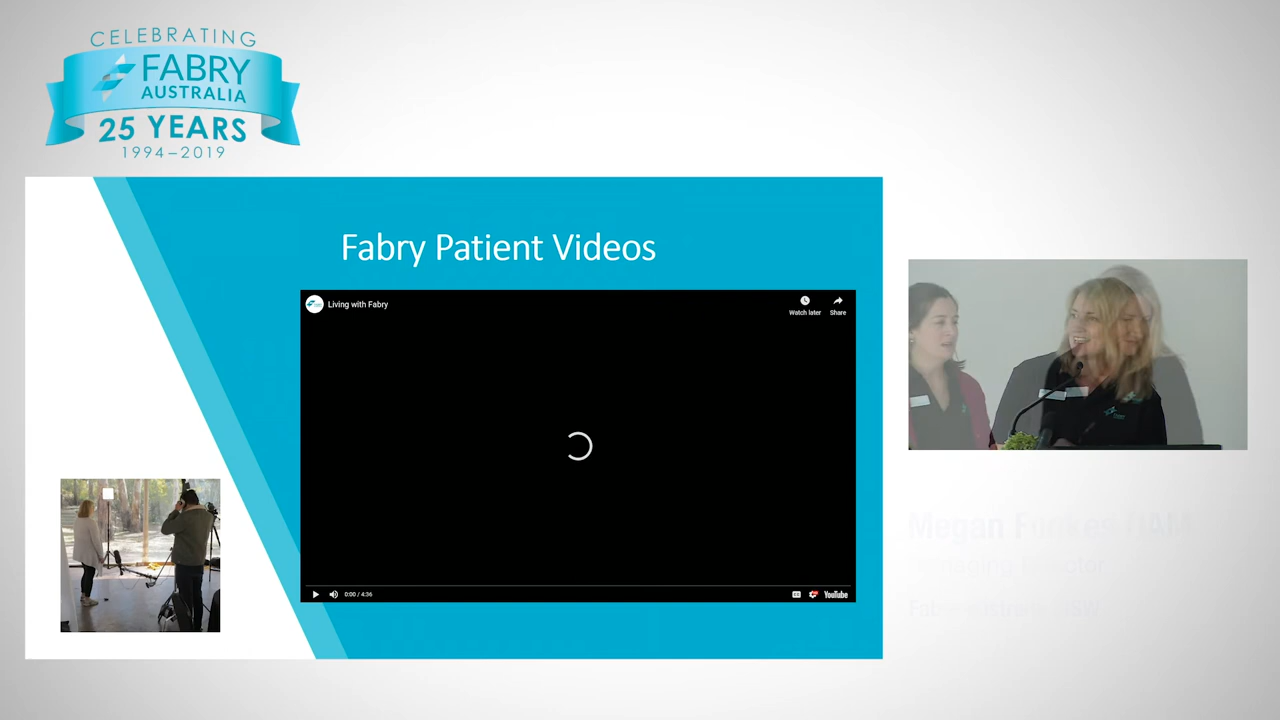 CELEBRATING
FABRY
AUSTRALIA
25 YEARS
1994–2019
Fabry Patient Videos
Living with Fabry
Watch later
Share
0:00 / 4:36
YouTube
Megan